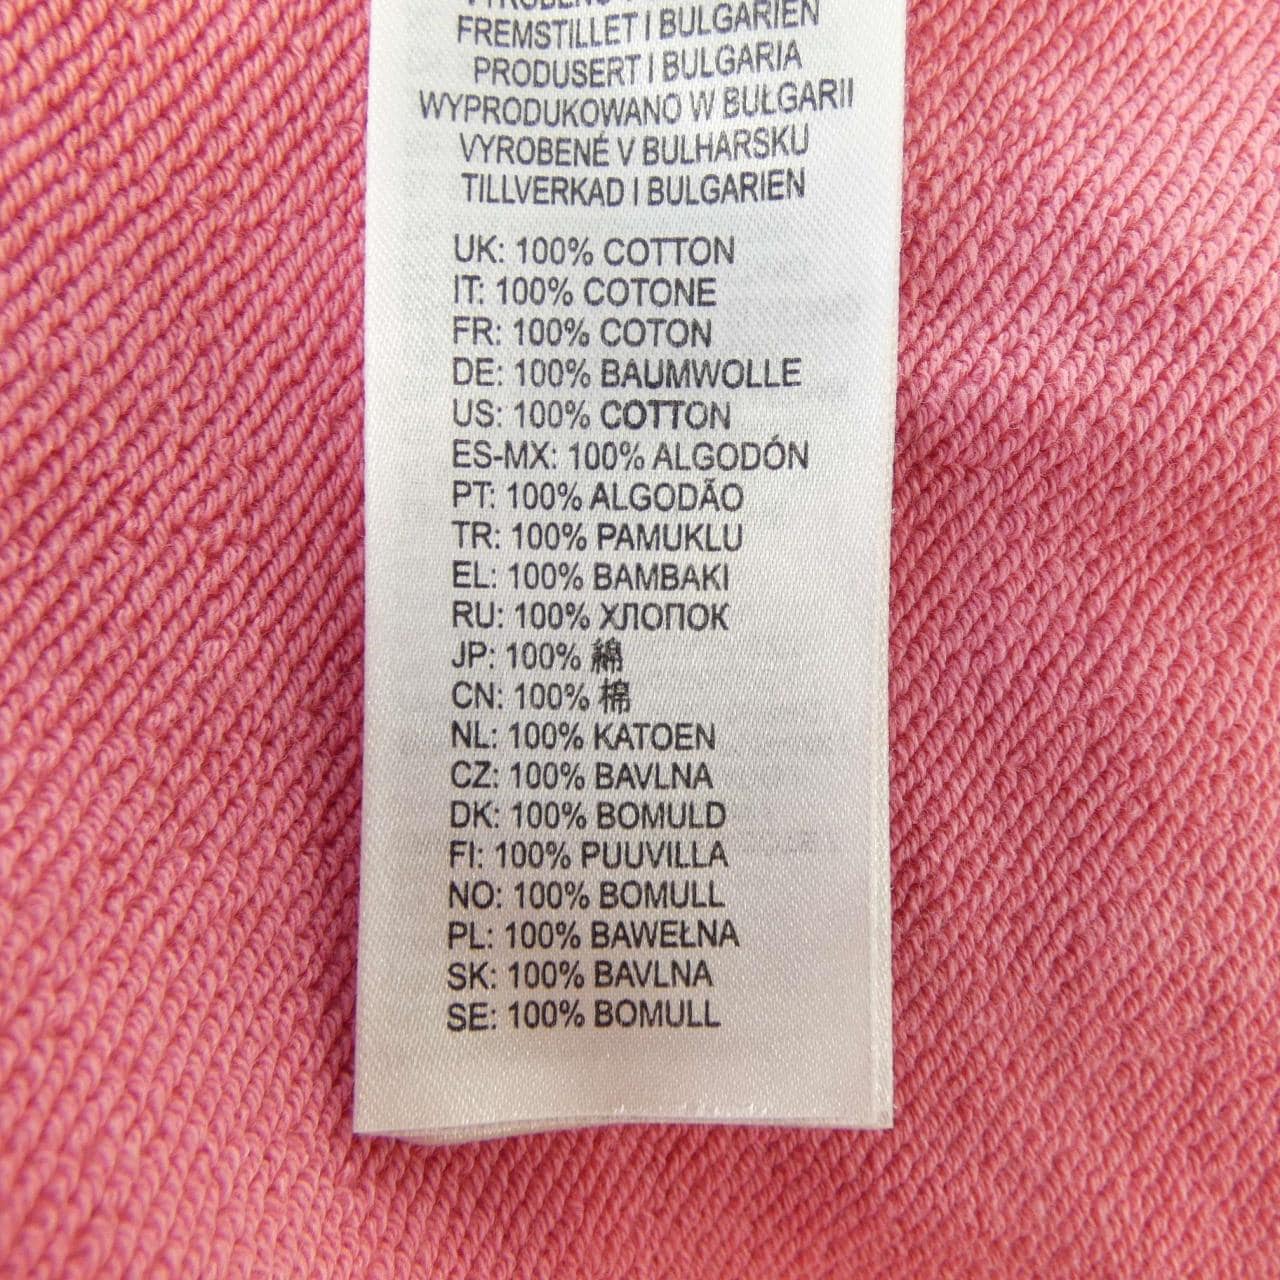 FREMSTILLET I BULGARIEN
PRODUSERT I BULGARIA
WYPRODUKOWANO W BUŁGARII
VYROBENÉ V BULHARSKU
TILLVERKAD I BULGARIEN
UK: 100% COTTON
IT: 100% COTONE
FR: 100% COTON
DE: 100% BAUMWOLLE
US: 100% COTTON
ES-MX: 100% ALGODÓN
PT: 100% ALGODÃO
TR: 100% PAMUKLU
EL: 100% BAMBAKI
RU: 100% ХЛОПОК
JP: 100% 綿
CN: 100% 棉
NL: 100% KATOEN
CZ: 100% BAVLNA
DK: 100% BOMULD
FI: 100% PUUVILLA
NO: 100% BOMULL
PL: 100% BAWEŁNA
SK: 100% BAVLNA
SE: 100% BOMULL